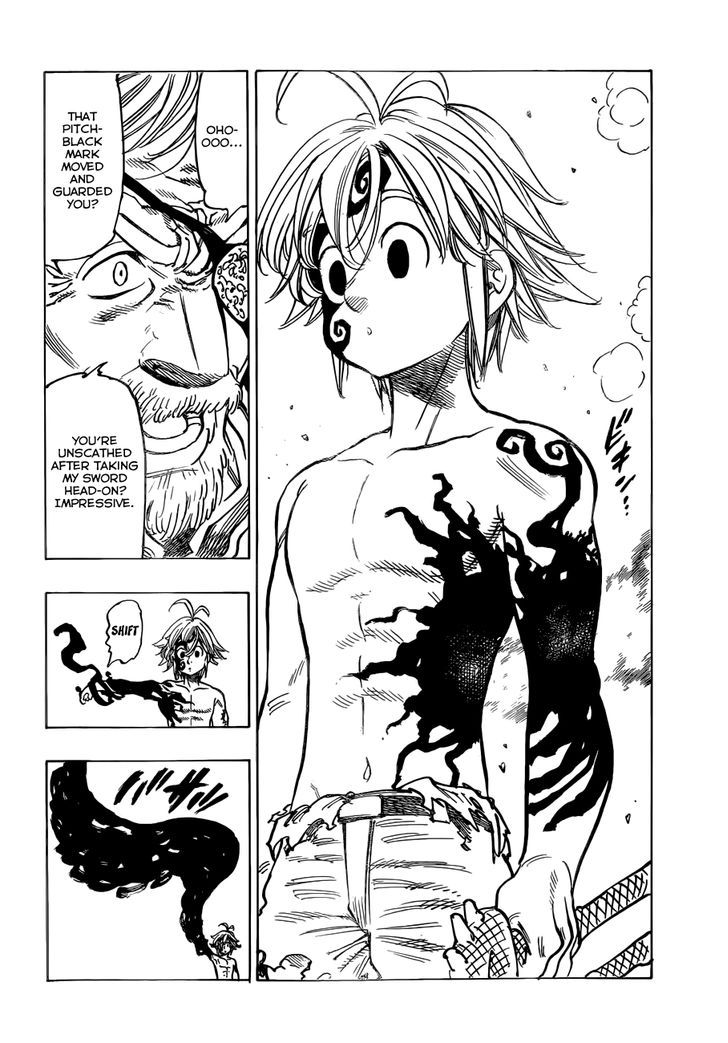 OHO-
OOO...
THAT
PITCH-
BLACK
MARK
MOVED
AND
GUARDED
YOU?
YOU'RE
UNSCATHED
AFTER TAKING
MY SWORD
HEAD-ON?
IMPRESSIVE.
SHIFT